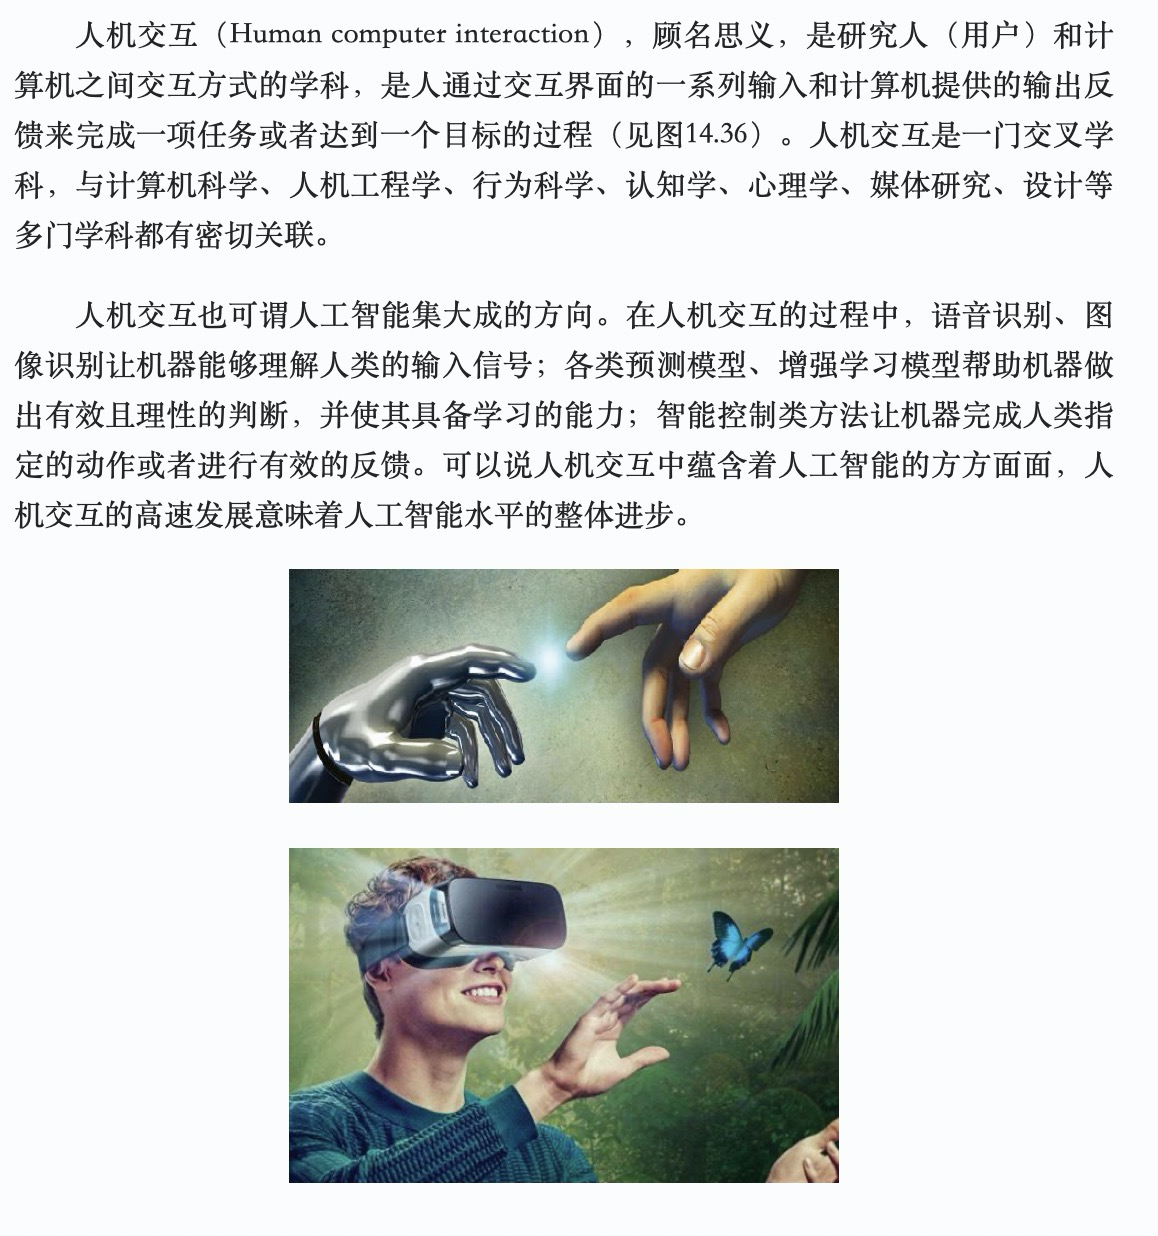 人机交互（Human computer interaction），顾名思义，是研究人（用户）和计
算机之间交互方式的学科，是人通过交互界面的一系列输入和计算机提供的输出反
馈来完成一项任务或者达到一个目标的过程（见图14.36）。人机交互是一门交叉学
科，与计算机科学、人机工程学、行为科学、认知学、心理学、媒体研究、设计等
多门学科都有密切关联。
人机交互也可谓人工智能集大成的方向。在人机交互的过程中，语音识别、图
像识别让机器能够理解人类的输入信号；各类预测模型、增强学习模型帮助机器做
出有效且理性的判断，并使其具备学习的能力；智能控制类方法让机器完成人类指
定的动作或者进行有效的反馈。可以说人机交互中蕴含着人工智能的方方面面，人
机交互的高速发展意味着人工智能水平的整体进步。